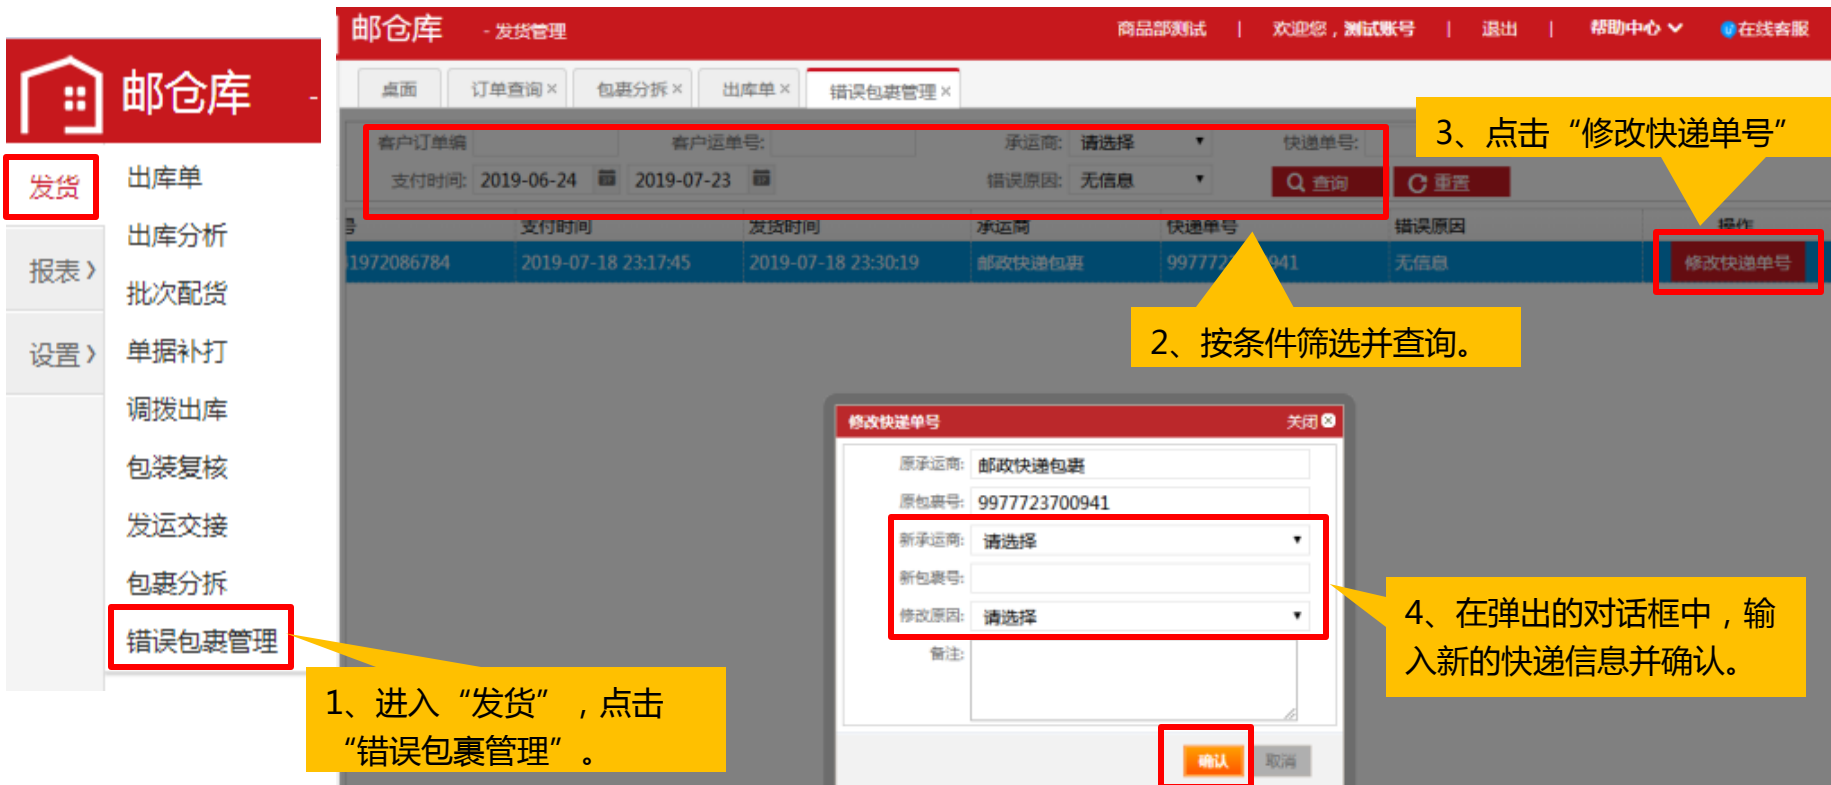 邮仓库 -
发货
报表》
设置》
出库单
出库分析
批次配货
单据补打
调拨出库
包装复核
发运交接
包裹分拆
错误包裹管理
邮仓库 - 发货管理
商品部测试 | 欢迎您，测试账号 | 退出 | 帮助中心 在线客服
桌面 订单查询× 包裹分拆× 出库单× 错误包裹管理×
客户订单编 客户运单号: 承运商: 请选择 快递单号:
支付时间: 2019-06-24 2019-07-23 错误原因: 无信息 查询 重置
号 支付时间 发货时间 承运商 快递单号 错误原因 操作
1972086784 2019-07-18 23:17:45 2019-07-18 23:30:19 邮政快递包裹 997772 941 无信息 修改快递单号
3、点击“修改快递单号”
2、按条件筛选并查询。
修改快递单号 关闭
原承运商: 邮政快递包裹
原包裹号: 9977723700941
新承运商: 请选择
新包裹号:
修改原因: 请选择
备注:
确认 取消
4、在弹出的对话框中，输
入新的快递信息并确认。
1、进入“发货”，点击
“错误包裹管理”。